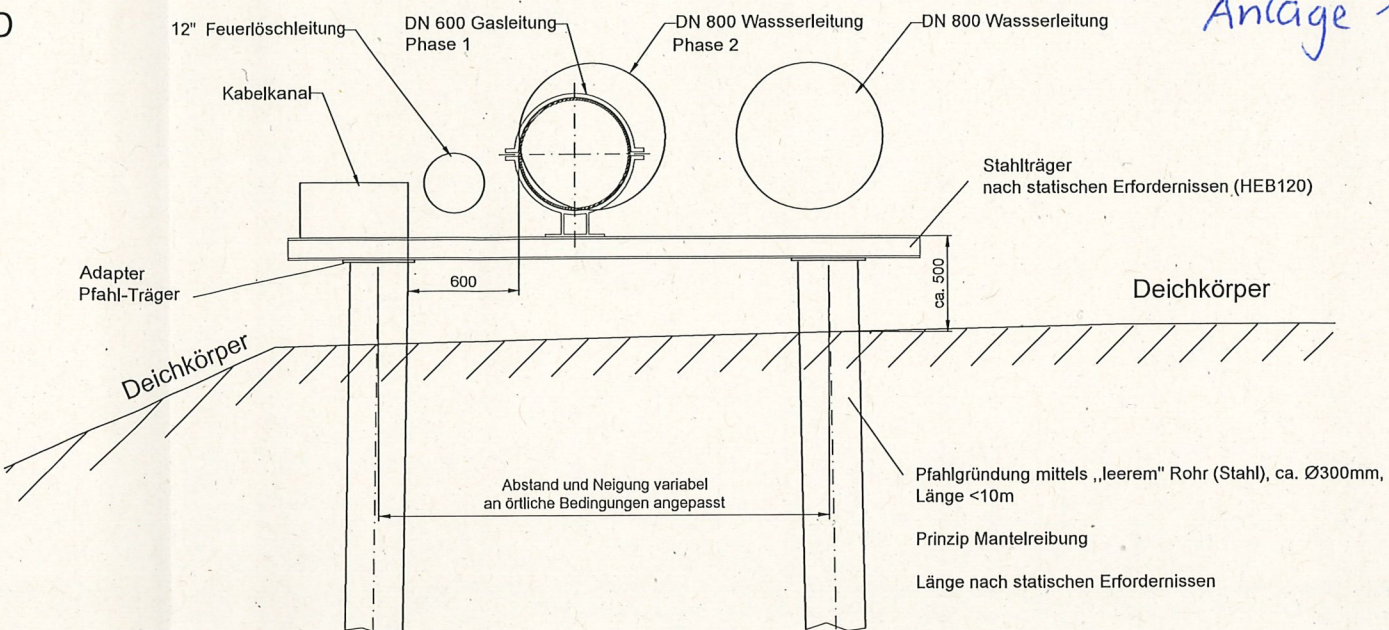 Anlage
12" Feuerlöschleitung
DN 600 Gasleitung
Phase 1
DN 800 Wassserleitung
Phase 2
DN 800 Wassserleitung
Kabelkanal
Stahlträger
nach statischen Erfordernissen (HEB120)
Adapter
Pfahl-Träger
600
ca. 500
Deichkörper
Deichkörper
Abstand und Neigung variabel
an örtliche Bedingungen angepasst
Pfahlgründung mittels ,,leerem" Rohr (Stahl), ca. Ø300mm,
Länge <10m
Prinzip Mantelreibung
Länge nach statischen Erfordernissen